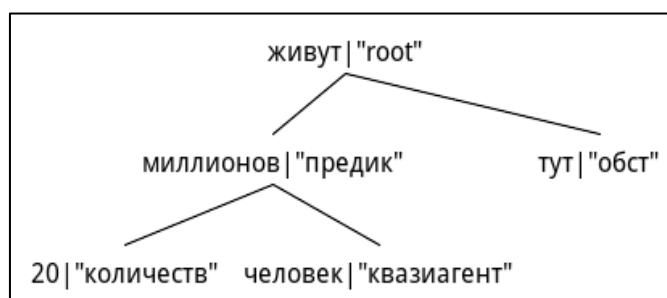 живут|"root"
миллионов|"предик" тут|"обст"
20|"количеств" человек|"квазиагент"